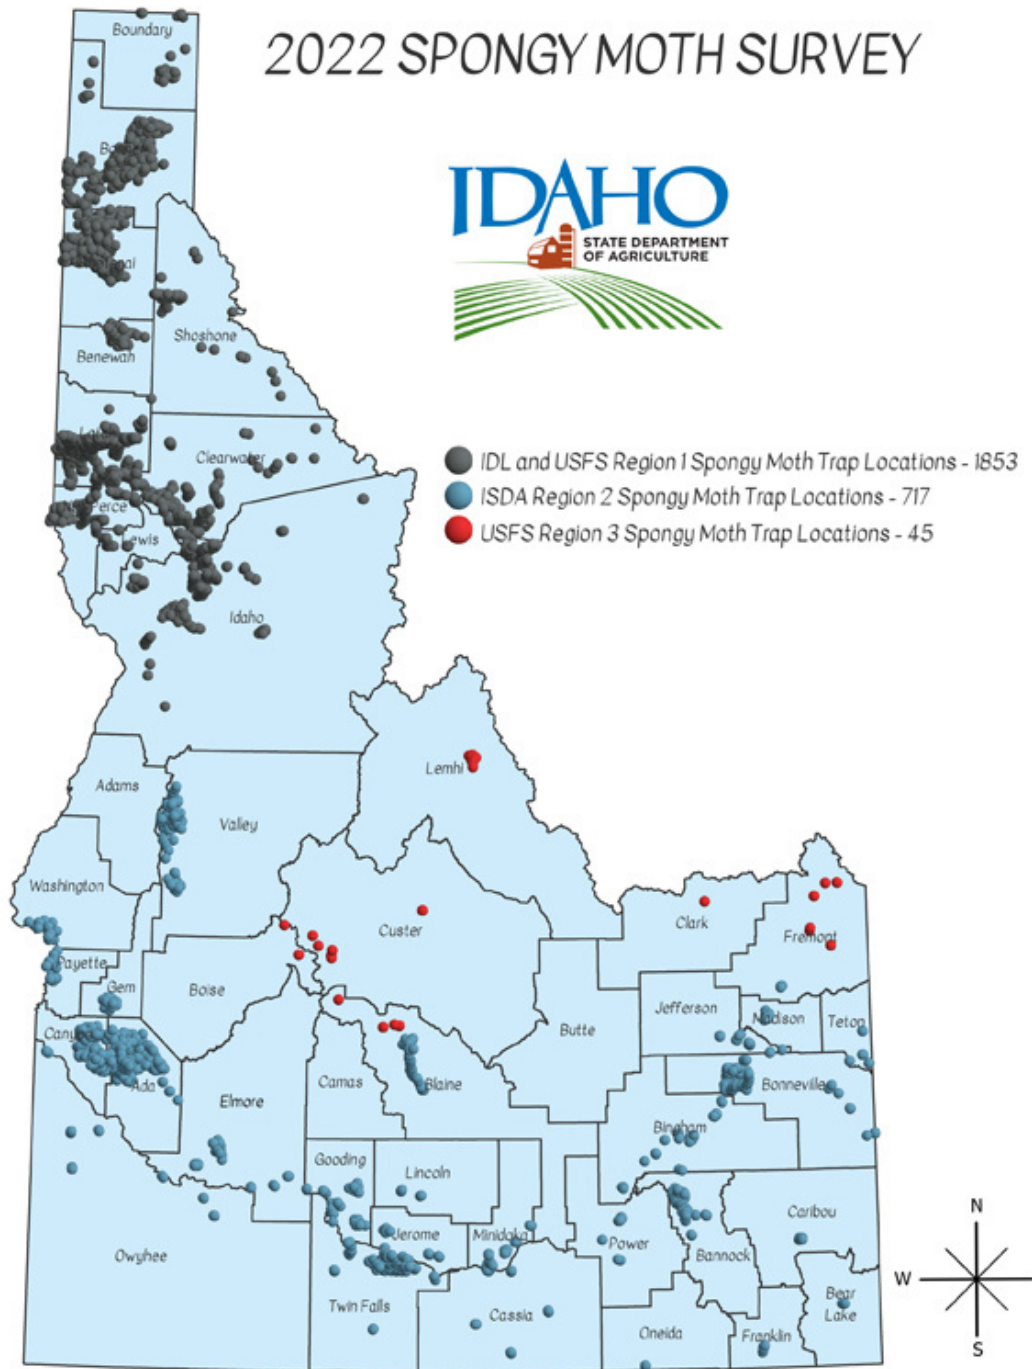 Boundary
2022 SPONGY MOTH SURVEY
IDAHO
STATE DEPARTMENT
OF AGRICULTURE
Shoshone
Benewah
Clearwater
IDL and USFS Region 1 Spongy Moth Trap Locations - 1853
ISDA Region 2 Spongy Moth Trap Locations - 717
USFS Region 3 Spongy Moth Trap Locations - 45
Lewis
Idaho
Lemhi
Adams
Valley
Washington
Custer
Clark
Fremont
Payette
Gem
Boise
Butte
Jefferson
Madison
Teton
Ada
Camas
Blaine
Bonneville
Elmore
Bingham
Gooding
Lincoln
N
Caribou
Jerome
Minidoka
Power
Bannock
Owyhee
W
E
Twin Falls
Cassia
Bear
Lake
Oneida
Franklin
S